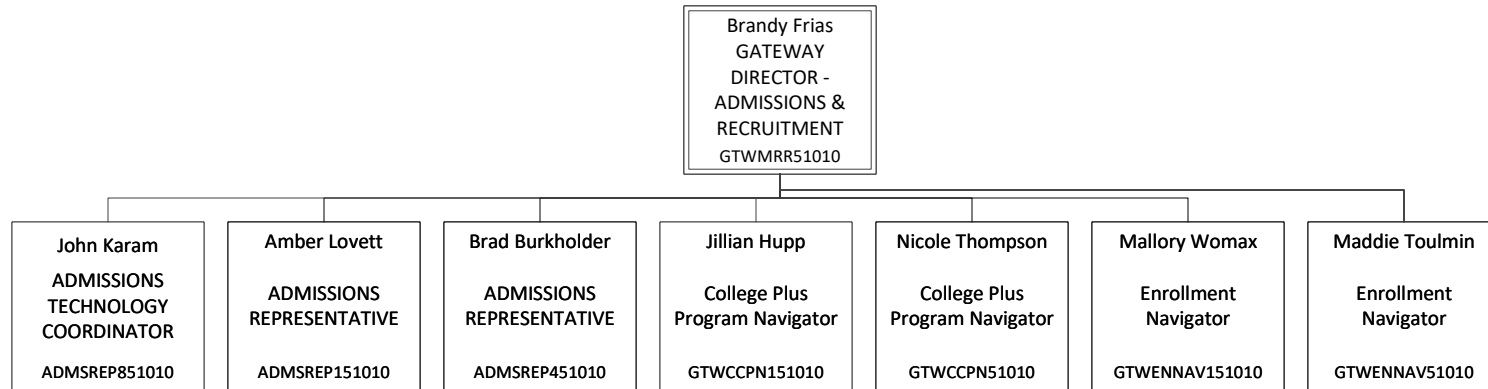 Brandy Frias
GATEWAY
DIRECTOR -
ADMISSIONS &
RECRUITMENT
GTWMRR51010
John Karam
ADMISSIONS
TECHNOLOGY
COORDINATOR
ADMSREP851010
Amber Lovett
ADMISSIONS
REPRESENTATIVE
ADMSREP151010
Brad Burkholder
ADMISSIONS
REPRESENTATIVE
ADMSREP451010
Jillian Hupp
College Plus
Program Navigator
GTWCCPN151010
Nicole Thompson
College Plus
Program Navigator
GTWCCPN51010
Mallory Womax
Enrollment
Navigator
GTWENNAV151010
Maddie Toulmin
Enrollment
Navigator
GTWENNAV51010